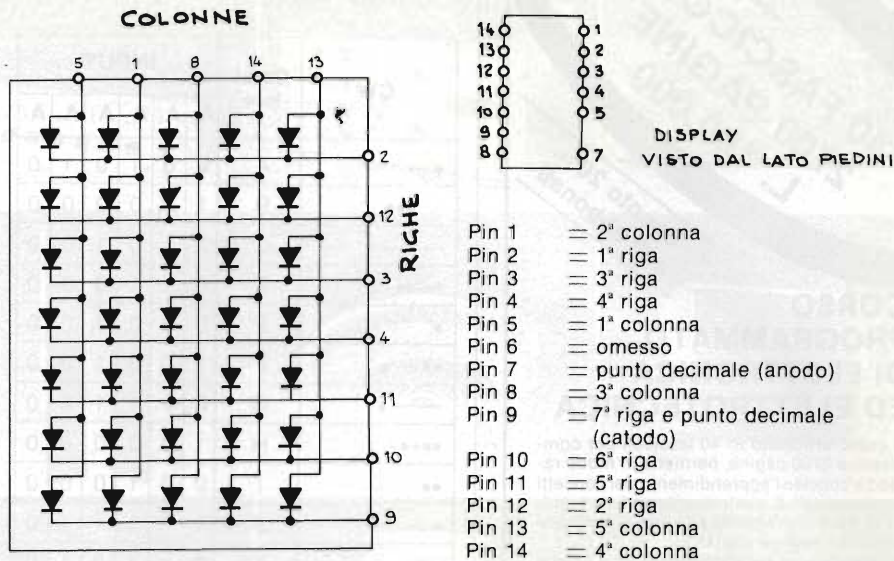 COLONNE
5 1 8 14 13
2
12
3
4
11
10
9
RIGHE
14 1
13 2
12 3
11 4
10 5
9
8 7
DISPLAY
VISTO DAL LATO PIEDINI
Pin 1 = 2ª colonna
Pin 2 = 1ª riga
Pin 3 = 3ª riga
Pin 4 = 4ª riga
Pin 5 = 1ª colonna
Pin 6 = omesso
Pin 7 = punto decimale (anodo)
Pin 8 = 3ª colonna
Pin 9 = 7ª riga e punto decimale
(catodo)
Pin 10 = 6ª riga
Pin 11 = 5ª riga
Pin 12 = 2ª riga
Pin 13 = 5ª colonna
Pin 14 = 4ª colonna